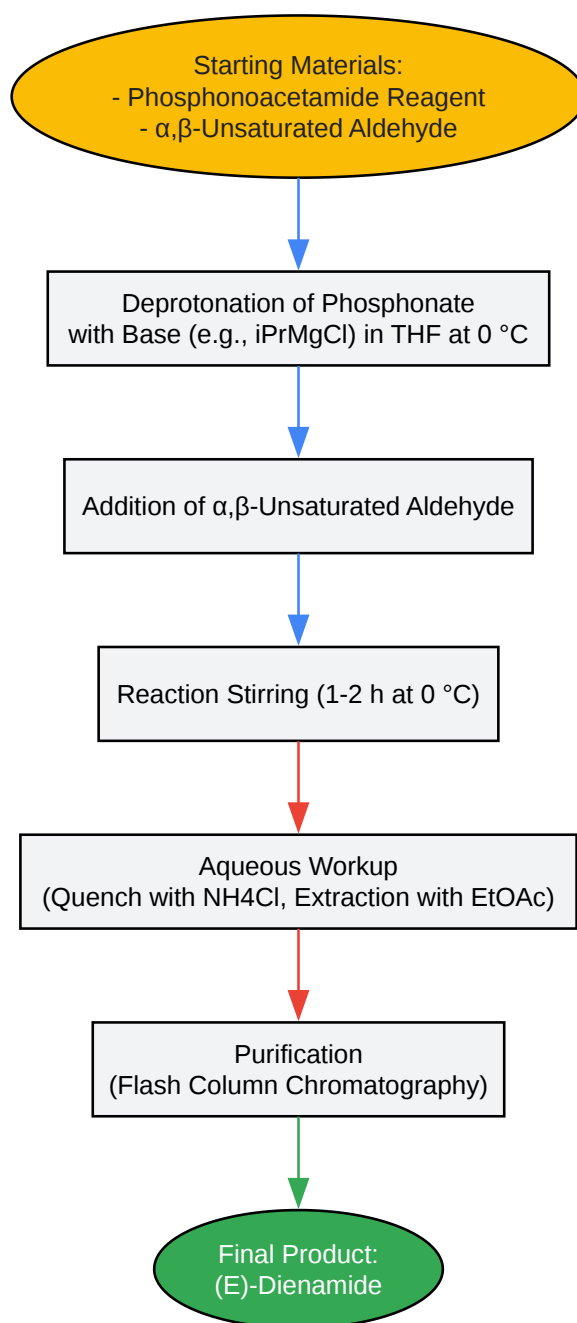 Starting Materials:
- Phosphonoacetamide Reagent
- α,β-Unsaturated Aldehyde
Deprotonation of Phosphonate
with Base (e.g., iPrMgCl) in THF at 0 °C
Addition of α,β-Unsaturated Aldehyde
Reaction Stirring (1-2 h at 0 °C)
Aqueous Workup
(Quench with NH4Cl, Extraction with EtOAc)
Purification
(Flash Column Chromatography)
Final Product:
(E)-Dienamide